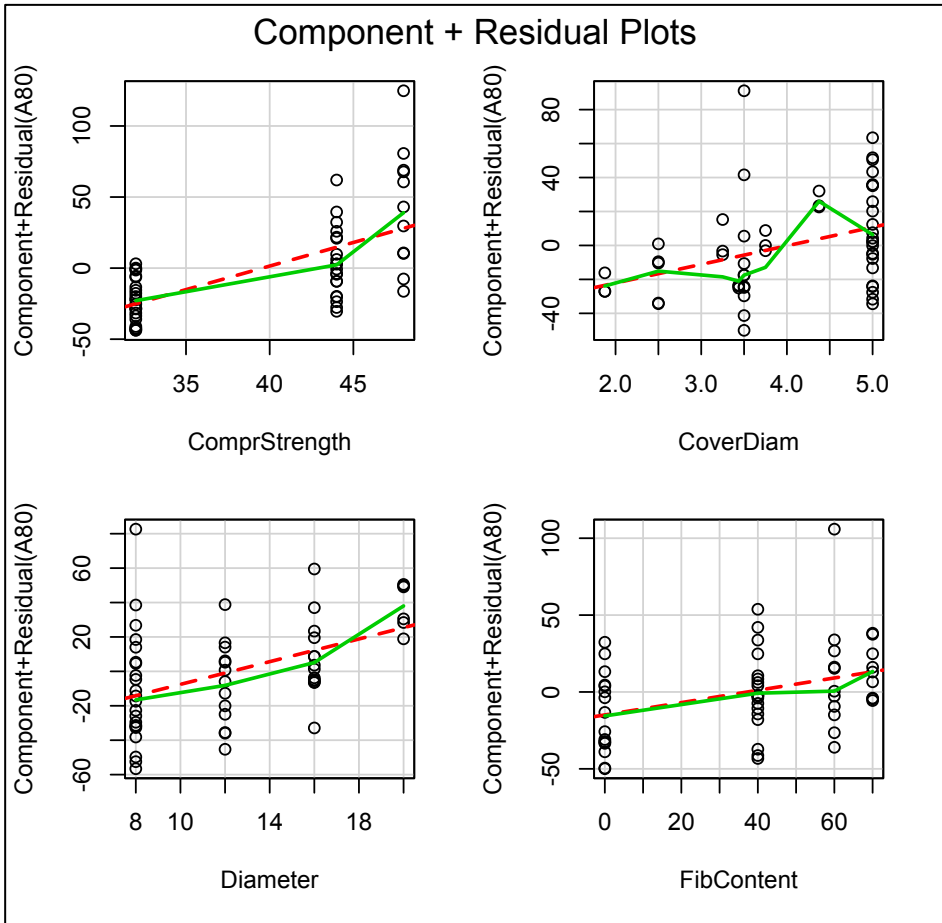 Component + Residual Plots
Component+Residual(A80)
-50 0 50 100
35 40 45
ComprStrength
Component+Residual(A80)
-40 0 40 80
2.0 3.0 4.0 5.0
CoverDiam
Component+Residual(A80)
-60 -20 20 60
8 10 14 18
Diameter
Component+Residual(A80)
-50 0 50 100
0 20 40 60
FibContent